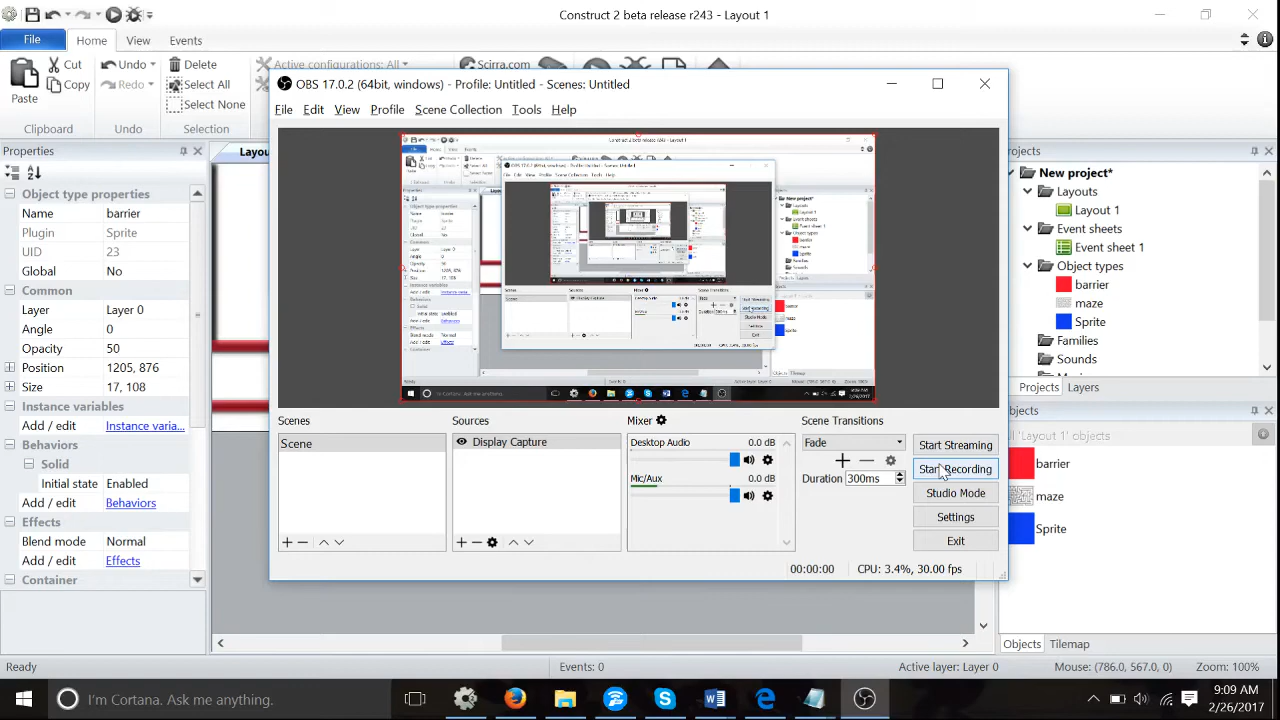 Construct 2 beta release r243 - Layout 1
File
Home
View
Events
Cut
Copy
Paste
Clipboard
Undo
Redo
Undo
Delete
Select All
Select None
Selection
Active configurations: All
Scirra.com
OBS 17.0.2 (64bit, windows) - Profile: Untitled - Scenes: Untitled
File Edit View Profile Scene Collection Tools Help
Properties
Object type properties
Name barrier
Plugin Sprite
UID 23
Global No
Common
Layer Layer 0
Angle 0
Opacity 50
Position 1205, 876
Size 17, 108
Instance variables
Add / edit Instance varia...
Behaviors
Solid
Initial state Enabled
Add / edit Behaviors
Effects
Blend mode Normal
Add / edit Effects
Container
Scenes
Scene
Sources
Display Capture
Mixer
Desktop Audio 0.0 dB
Mic/Aux 0.0 dB
Scene Transitions
Fade
Duration 300ms
Start Streaming
Start Recording
Studio Mode
Settings
Exit
00:00:00 CPU: 3.4%, 30.00 fps
New project*
Layouts
Layout 1
Event sheets
Event sheet 1
Object types
barrier
maze
Sprite
Families
Sounds
Projects Layers
All 'Layout 1' objects
barrier
maze
Sprite
Objects Tilemap
Ready
Events: 0
Active layer: Layer 0
Mouse: (786.0, 567.0, 0)
Zoom: 100%
I'm Cortana. Ask me anything.
9:09 AM
2/26/2017